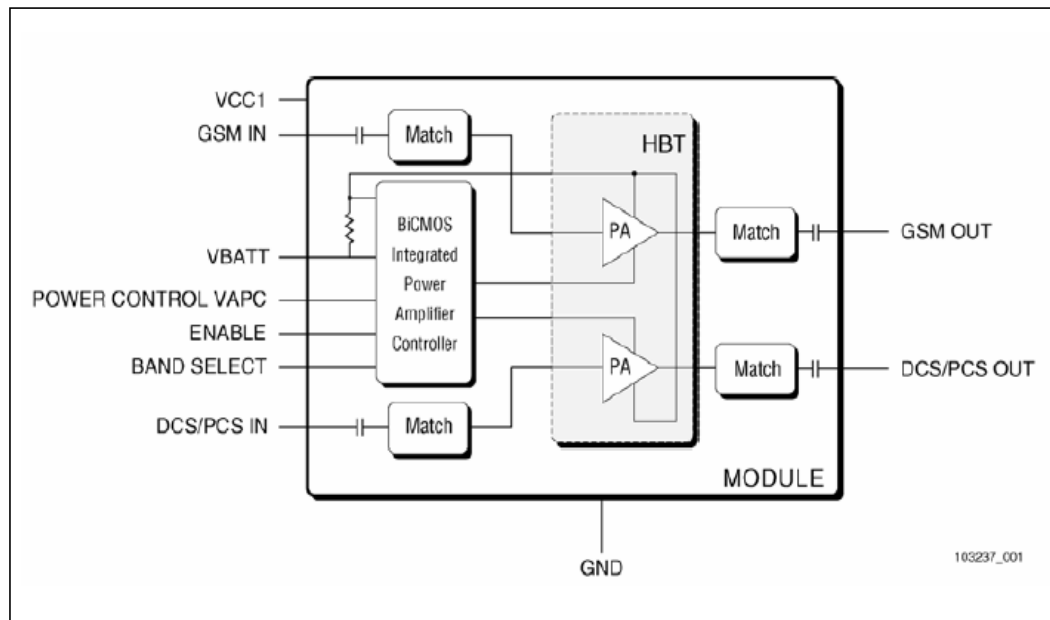 VCC1
GSM IN
Match
HBT
BiCMOS
Integrated
Power
Amplifier
Controller
PA
Match
GSM OUT
VBATT
POWER CONTROL VAPC
ENABLE
BAND SELECT
PA
Match
DCS/PCS OUT
DCS/PCS IN
Match
MODULE
GND
103237_001